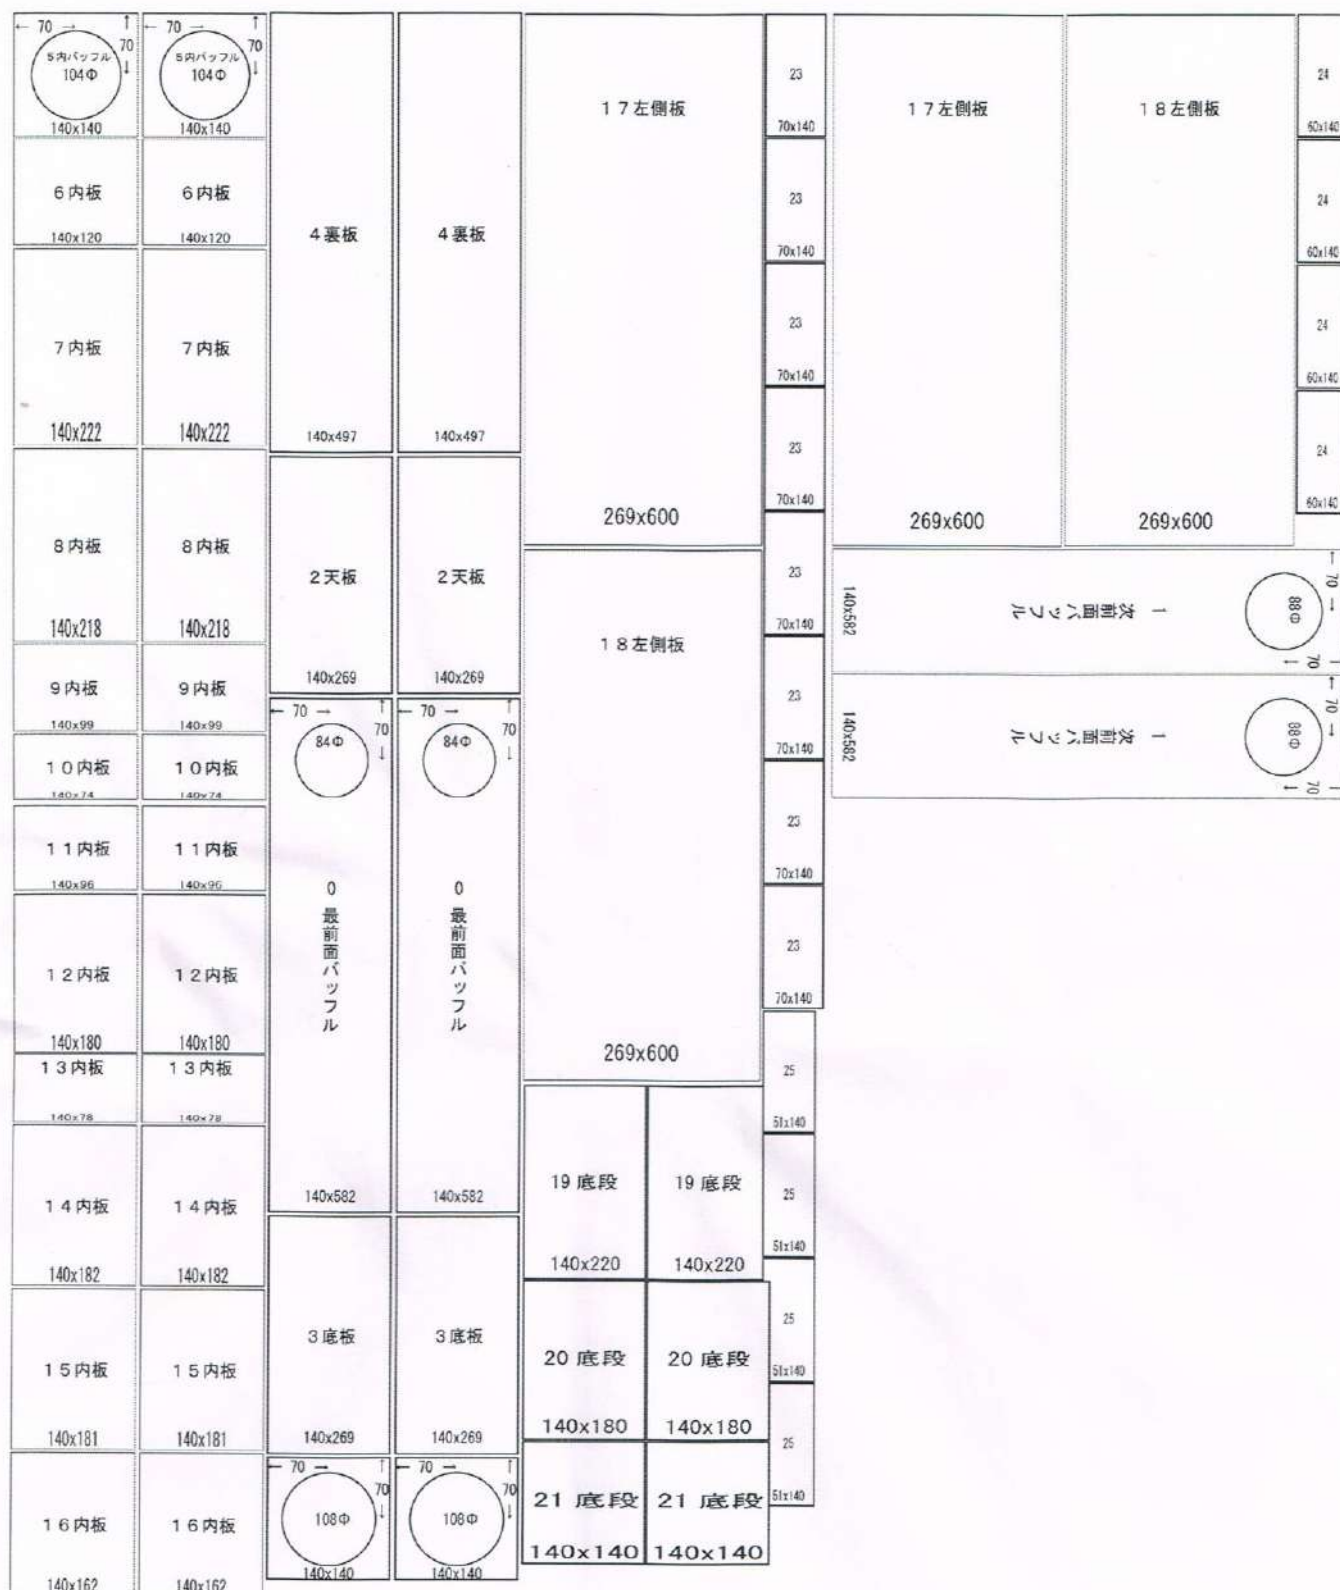 ← 70 → ↑
70
↓
5内バッフル
104Φ
140x140
← 70 → ↑
70
↓
5内バッフル
104Φ
140x140
6内板
140x120
6内板
140x120
7内板
140x222
7内板
140x222
8内板
140x218
8内板
140x218
9内板
140x99
9内板
140x99
10内板
140x74
10内板
140x74
11内板
140x96
11内板
140x96
12内板
140x180
12内板
140x180
13内板
140x78
13内板
140x78
14内板
140x182
14内板
140x182
15内板
140x181
15内板
140x181
16内板
140x162
16内板
140x162
4裏板
140x497
4裏板
140x497
2天板
140x269
2天板
140x269
← 70 → ↑
70
↓
84Φ
0
最前面バッフル
140x582
← 70 → ↑
70
↓
84Φ
0
最前面バッフル
140x582
3底板
140x269
3底板
140x269
← 70 → ↑
70
↓
108Φ
140x140
← 70 → ↑
70
↓
108Φ
140x140
17左側板
269x600
18左側板
269x600
19 底段
140x220
19 底段
140x220
20 底段
140x180
20 底段
140x180
21 底段
140x140
21 底段
140x140
23
70x140
23
70x140
23
70x140
23
70x140
23
70x140
23
70x140
23
70x140
23
70x140
25
51x140
25
51x140
25
51x140
25
51x140
17左側板
269x600
18左側板
269x600
24
60x140
24
60x140
24
60x140
24
60x140
1 次前面バッフル
140x582
88Φ
← 70 →
↑ 70 ↓
1 次前面バッフル
140x582
88Φ
← 70 →
↑ 70 ↓